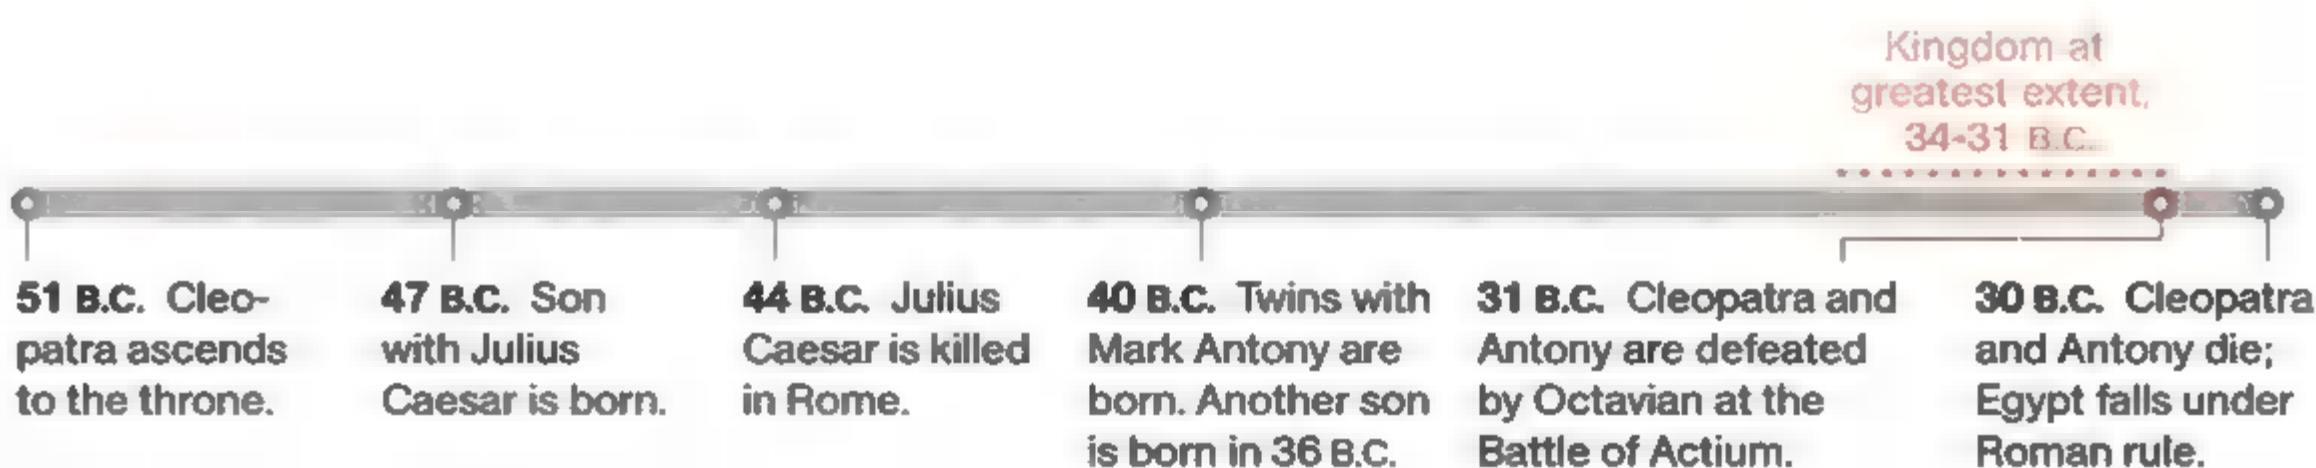 Kingdom at
greatest extent,
34-31 B.C.
51 B.C. Cleo-
patra ascends
to the throne.
47 B.C. Son
with Julius
Caesar is born.
44 B.C. Julius
Caesar is killed
in Rome.
40 B.C. Twins with
Mark Antony are
born. Another son
is born in 36 B.C.
31 B.C. Cleopatra and
Antony are defeated
by Octavian at the
Battle of Actium.
30 B.C. Cleopatra
and Antony die;
Egypt falls under
Roman rule.